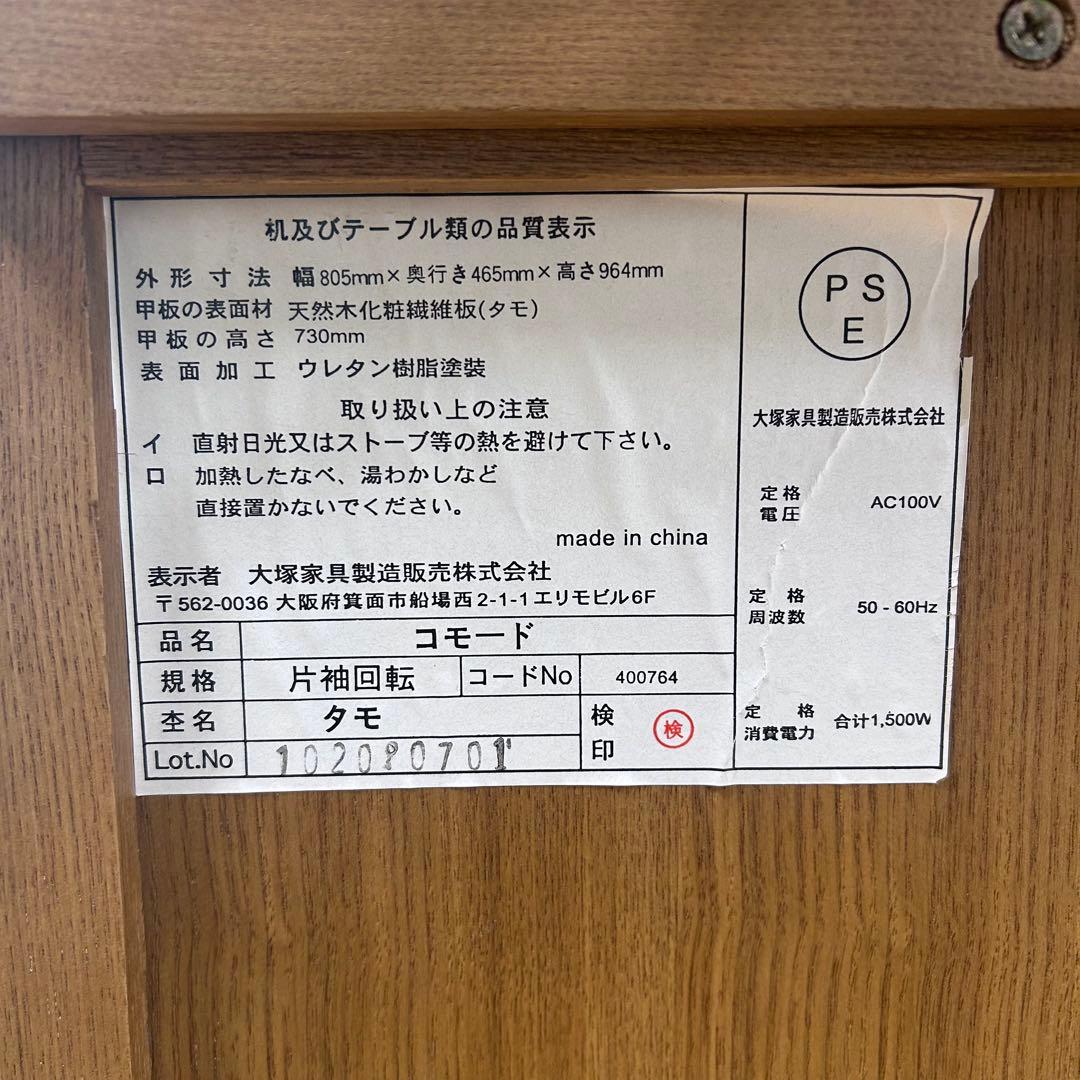 机及びテーブル類の品質表示
外形寸法 幅805mm×奥行き465mm×高さ964mm
甲板の表面材 天然木化粧繊維板(タモ)
甲板の高さ 730mm
表面加工 ウレタン樹脂塗装
取り扱い上の注意
イ 直射日光又はストーブ等の熱を避けて下さい。
ロ 加熱したなべ、湯わかしなど
直接置かないでください。
made in china
表示者 大塚家具製造販売株式会社
〒562-0036 大阪府箕面市船場西2-1-1エリモビル6F
品名 コモード
規格 片袖回転 コードNo 400764
杢名 タモ
検印 検
Lot.No
PSE
大塚家具製造販売株式会社
定格電圧 AC100V
定格周波数 50-60Hz
定格消費電力 合计1,500W